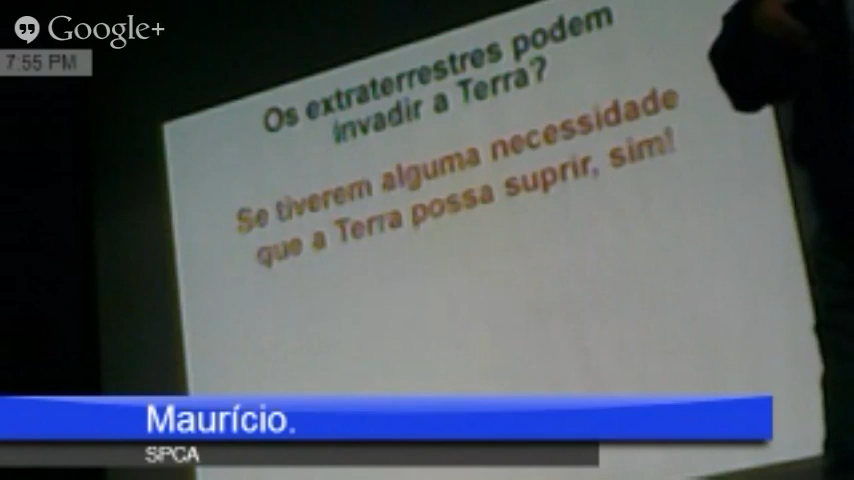 Google+
7:55 PM
Os extraterrestres podem
invadir a Terra?
Se tiverem alguma necessidade
que a Terra possa suprir, sim!
Maurício.
SPCA